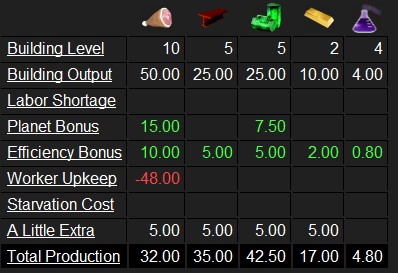 Building Level 10 5 5 2 4
Building Output 50.00 25.00 25.00 10.00 4.00
Labor Shortage
Planet Bonus 15.00 7.50
Efficiency Bonus 10.00 5.00 5.00 2.00 0.80
Worker Upkeep -48.00
Starvation Cost
A Little Extra 5.00 5.00 5.00 5.00
Total Production 32.00 35.00 42.50 17.00 4.80